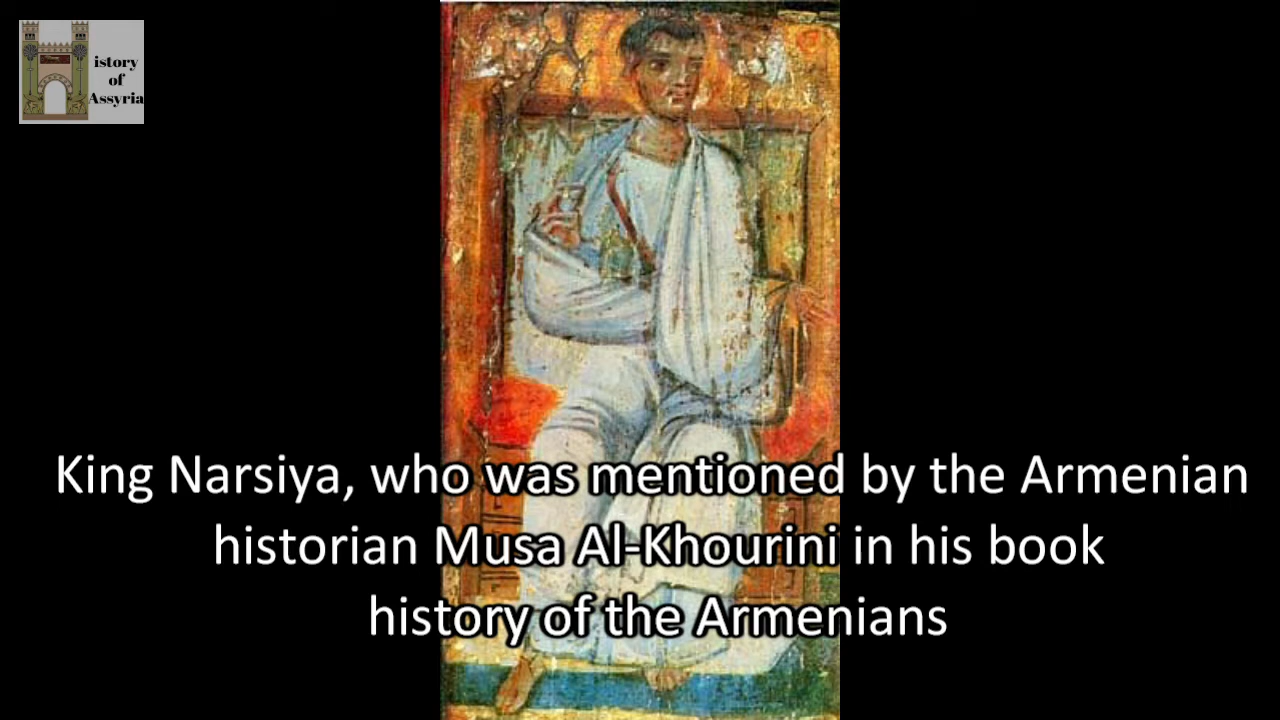 istory
of
Assyria
King Narsiya, who was mentioned by the Armenian
historian Musa Al-Khourini in his book
history of the Armenians